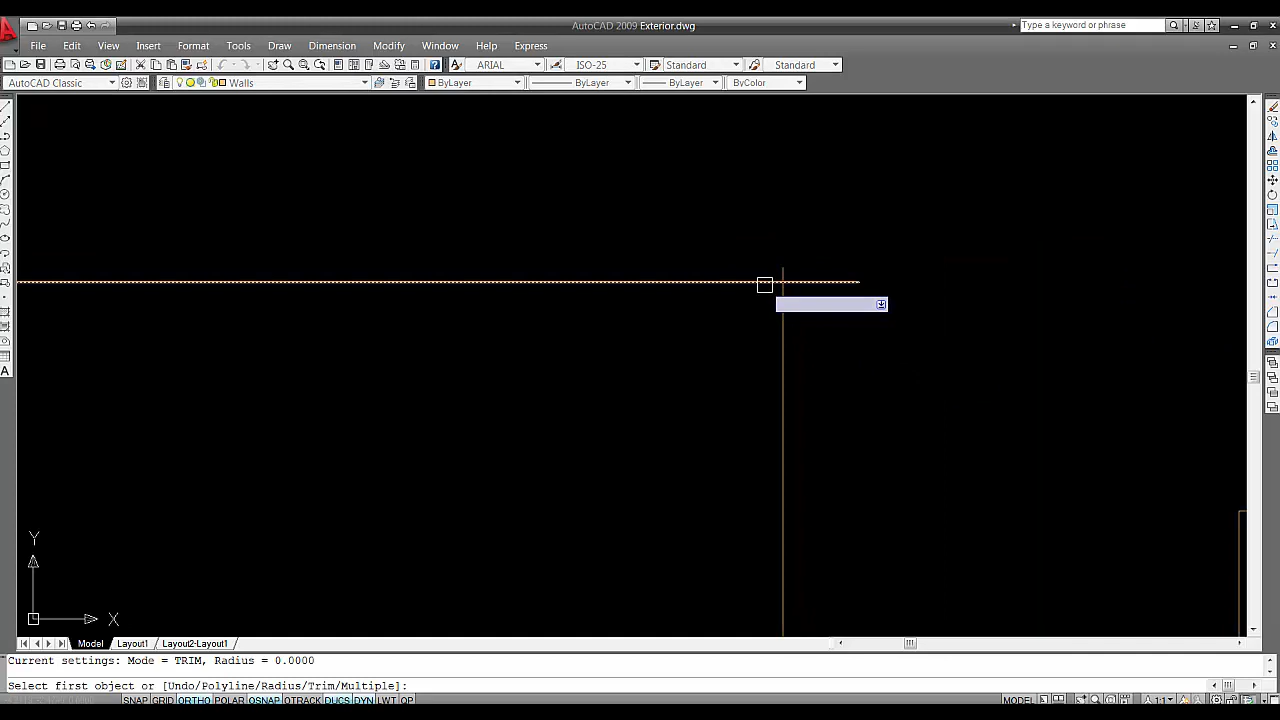 AutoCAD 2009 Exterior.dwg
Type a keyword or phrase
File Edit View Insert Format Tools Draw Dimension Modify Window Help Express
ARIAL ISO-25 Standard Standard
AutoCAD Classic Walls ByLayer ByLayer ByLayer ByColor
A
Y
X
Model Layout1 Layout2-Layout1
Current settings: Mode = TRIM, Radius = 0.0000
Select first object or [Undo/Polyline/Radius/Trim/Multiple]:
SNAP GRID ORTHO POLAR OSNAP OTRACK DUCS DYN LWT QP MODEL 1:1